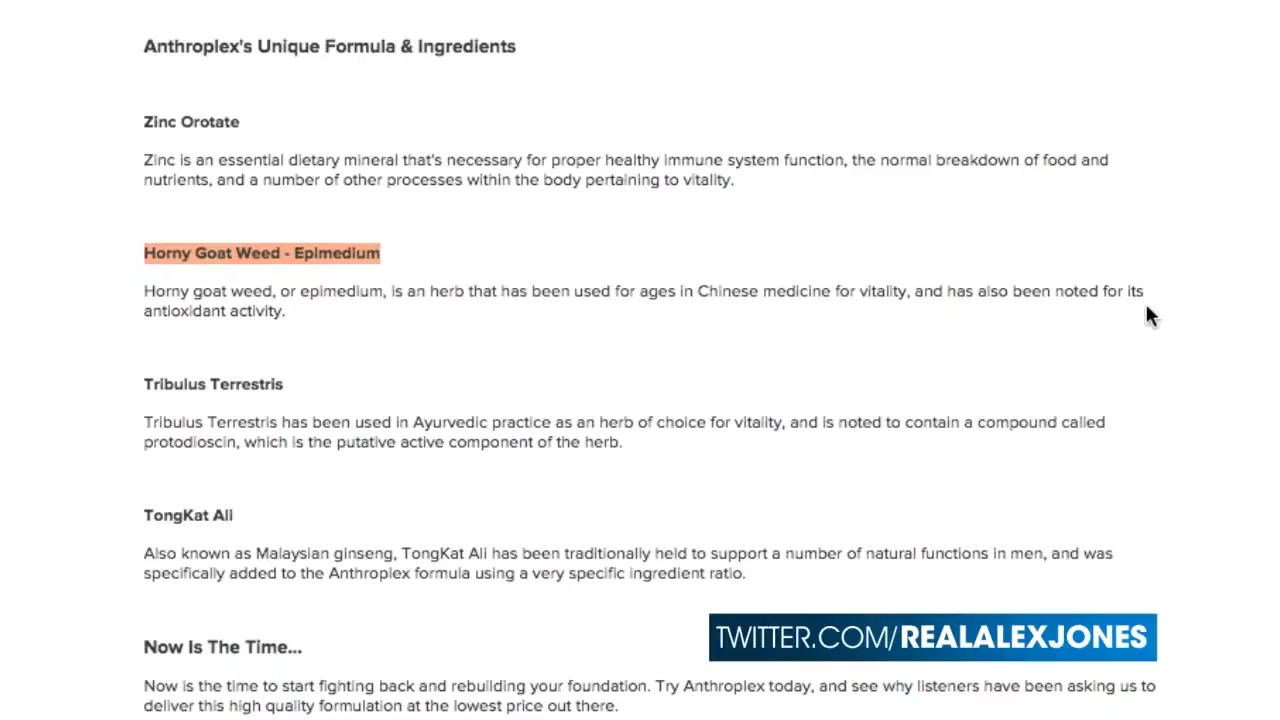 Anthroplex's Unique Formula & Ingredients
Zinc Orotate
Zinc is an essential dietary mineral that's necessary for proper healthy immune system function, the normal breakdown of food and
nutrients, and a number of other processes within the body pertaining to vitality.
Horny Goat Weed - Epimedium
Horny goat weed, or epimedium, is an herb that has been used for ages in Chinese medicine for vitality, and has also been noted for its
antioxidant activity.
Tribulus Terrestris
Tribulus Terrestris has been used in Ayurvedic practice as an herb of choice for vitality, and is noted to contain a compound called
protodioscin, which is the putative active component of the herb.
TongKat Ali
Also known as Malaysian ginseng, TongKat Ali has been traditionally held to support a number of natural functions in men, and was
specifically added to the Anthroplex formula using a very specific ingredient ratio.
Now Is The Time...
TWITTER.COM/REALALEXJONES
Now is the time to start fighting back and rebuilding your foundation. Try Anthroplex today, and see why listeners have been asking us to
deliver this high quality formulation at the lowest price out there.